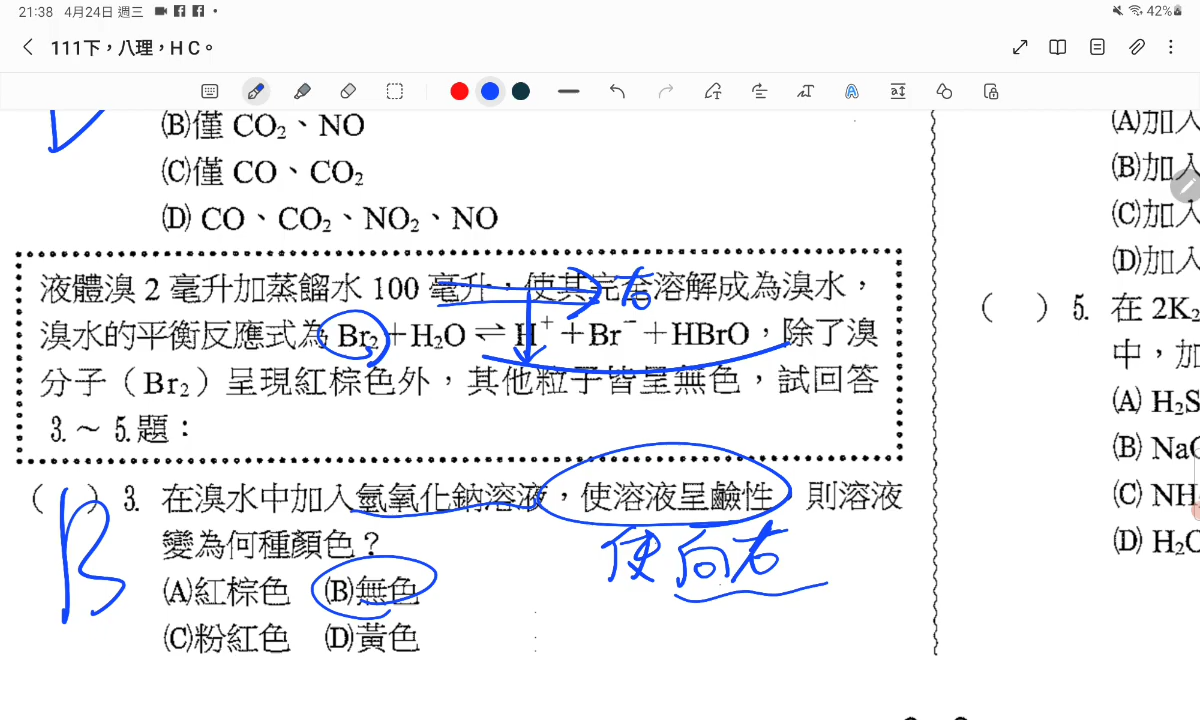 21:38 4月24日 週三
42%
111下,八理,HC。
(B)僅 CO₂、NO
(C)僅 CO、CO₂
(D) CO、CO₂、NO₂、NO
液體溴 2 毫升加蒸餾水 100 毫升,使其完全溶解成為溴水,
右
溴水的平衡反應式為 Br₂+H₂O⇌H⁺+Br⁻+HBrO,除了溴
分子(Br₂)呈現紅棕色外,其他粒子皆呈無色,試回答
3.~ 5.題:
( ) 3. 在溴水中加入氫氧化鈉溶液,使溶液呈鹼性,則溶液
B
變為何種顏色?
使向右
(A)紅棕色 (B)無色
(C)粉紅色 (D)黃色
(A)加入
(B)加入
(C)加入
(D)加入
( ) 5. 在 2K₂
中,加
(A) H₂S
(B) Na
(C) NH
(D) H₂